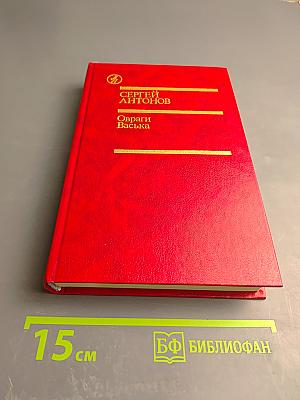 СЕРГЕЙ
АНТОНОВ
Овраги
Васька
15 см
БФ БИБЛИОФАН